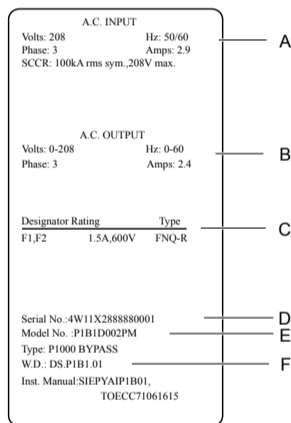 A.C. INPUT
Volts: 208 Hz: 50/60
A
Phase: 3 Amps: 2.9
SCCR: 100kA rms sym.,208V max.
A.C. OUTPUT
Volts: 0-208 Hz: 0-60
B
Phase: 3 Amps: 2.4
Designator Rating Type
C
F1,F2 1.5A,600V FNQ-R
Serial No.:4W11X2888880001
D
Model No. :P1B1D002PM
E
Type: P1000 BYPASS
W.D.: DS.P1B1.01
F
Inst. Manual:SIEPYAIP1B01,
TOECC71061615